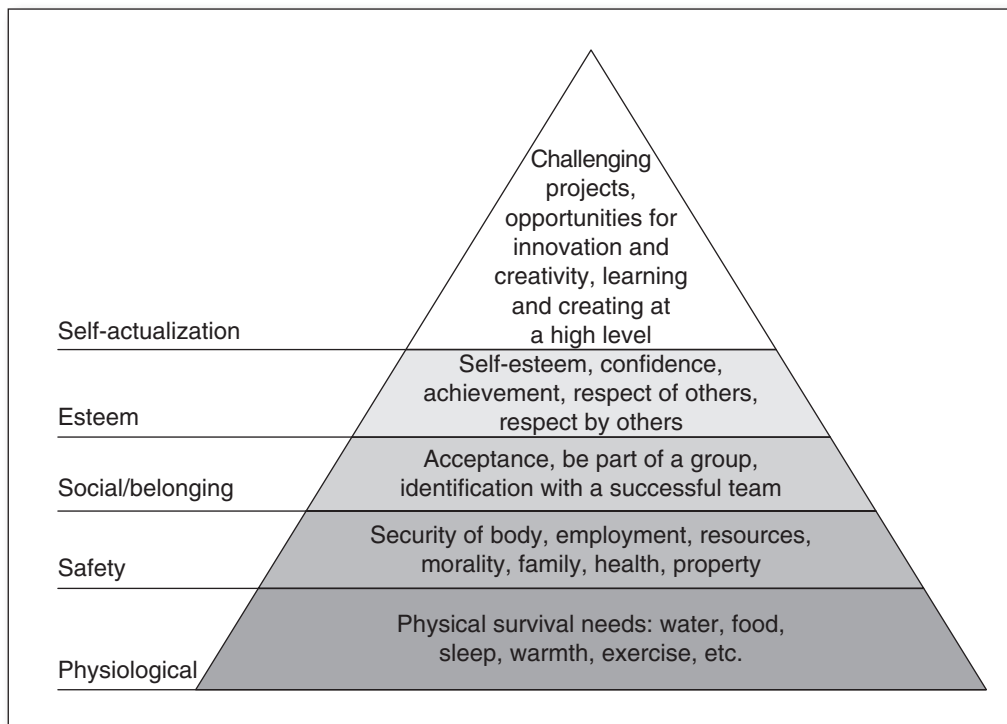 Challenging
projects,
opportunities for
innovation and
creativity, learning
and creating at
a high level
Self-actualization
Self-esteem, confidence,
achievement, respect of others,
respect by others
Esteem
Acceptance, be part of a group,
identification with a successful team
Social/belonging
Security of body, employment, resources,
morality, family, health, property
Safety
Physical survival needs: water, food,
sleep, warmth, exercise, etc.
Physiological